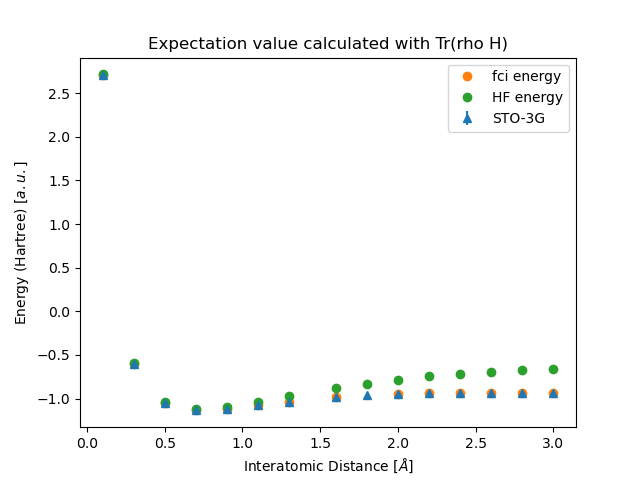 Expectation value calculated with Tr(rho H)
fci energy
HF energy
STO-3G
Energy (Hartree) [a.u.]
2.5
2.0
1.5
1.0
0.5
0.0
−0.5
−1.0
0.0 0.5 1.0 1.5 2.0 2.5 3.0
Interatomic Distance [Å]